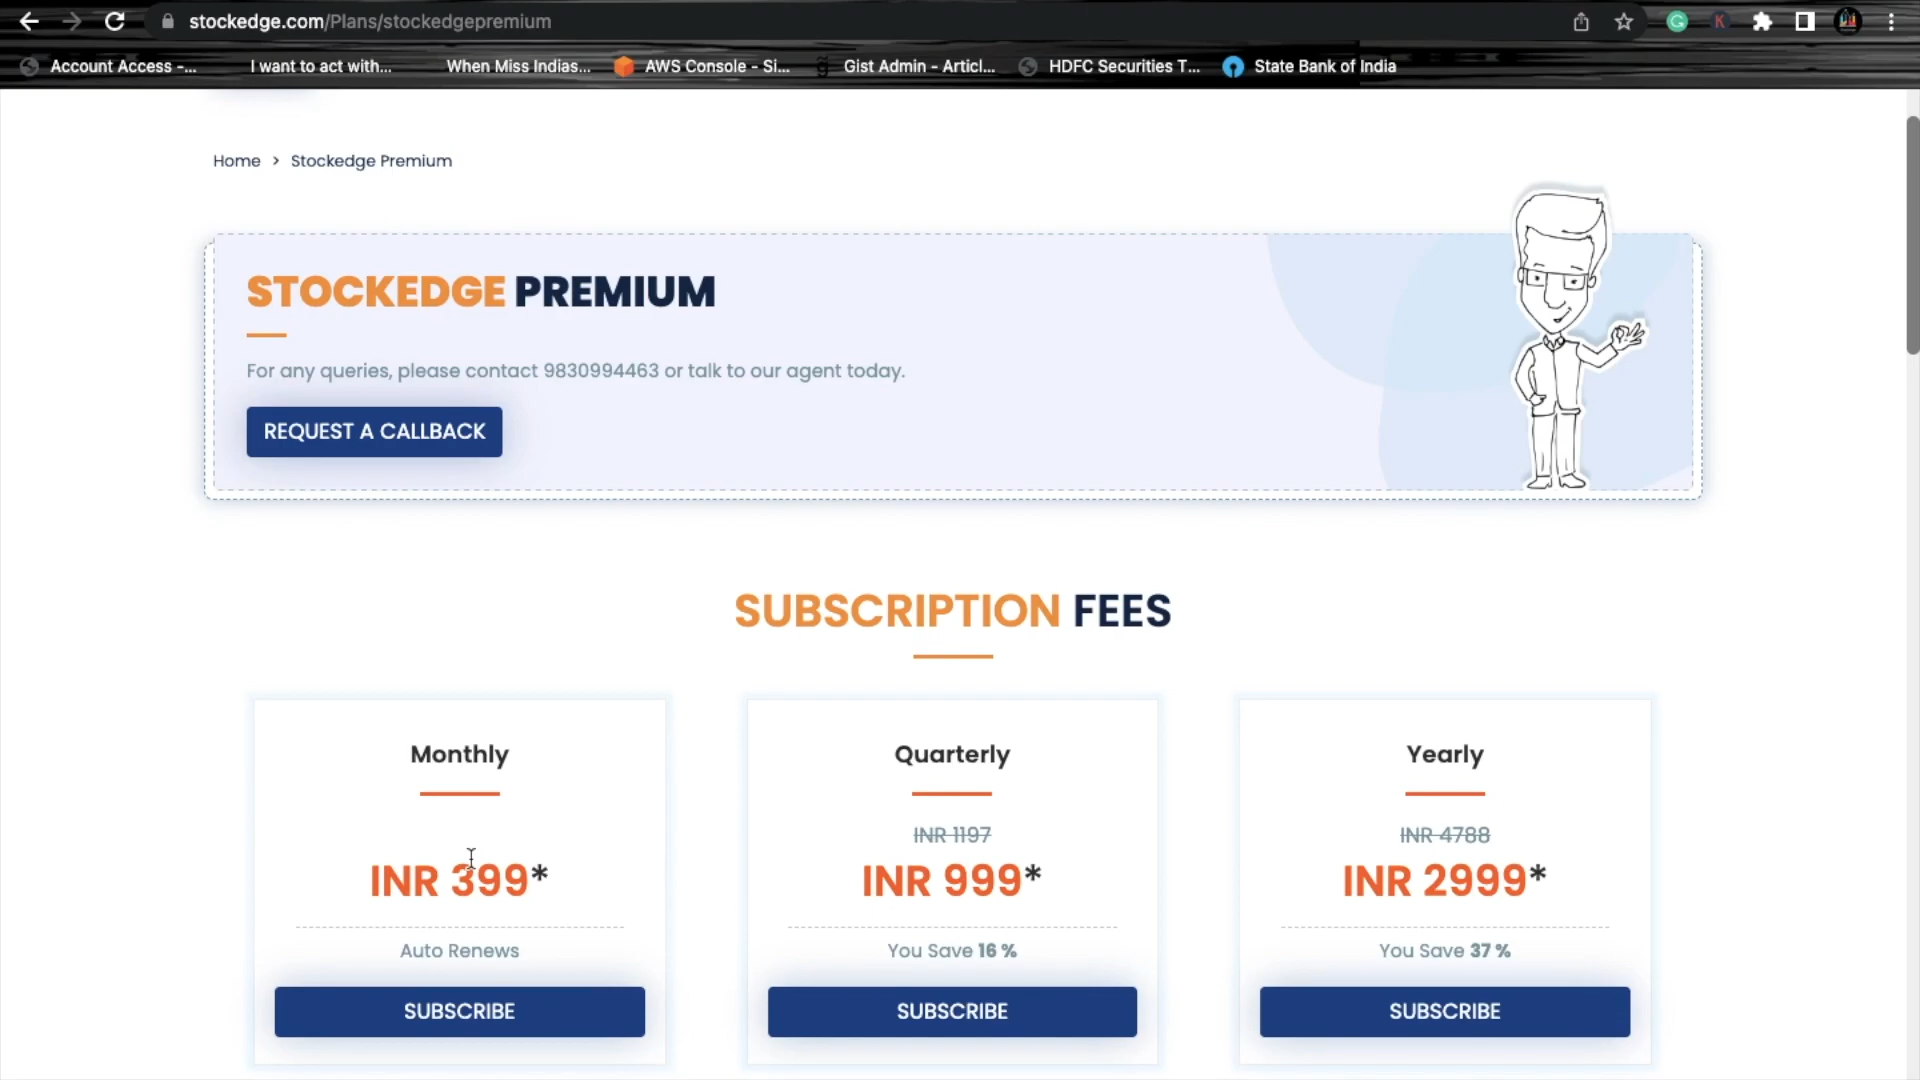 stockedge.com/Plans/stockedgepremium
Account Access -... I want to act with... When Miss Indias... AWS Console - Si... Gist Admin - Articl... HDFC Securities T... State Bank of India
Home > Stockedge Premium
STOCKEDGE PREMIUM
For any queries, please contact 9830994463 or talk to our agent today.
REQUEST A CALLBACK
SUBSCRIPTION FEES
Monthly
INR 399*
Auto Renews
SUBSCRIBE
Quarterly
INR 1197
INR 999*
You Save 16 %
SUBSCRIBE
Yearly
INR 4788
INR 2999*
You Save 37 %
SUBSCRIBE